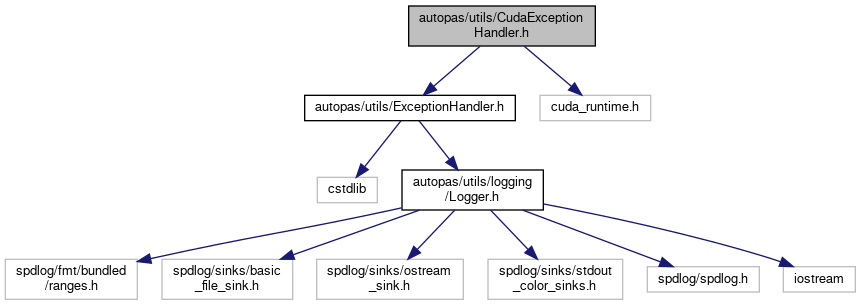 autopas/utils/CudaException
Handler.h
autopas/utils/ExceptionHandler.h
cuda_runtime.h
cstdlib
autopas/utils/logging
/Logger.h
spdlog/fmt/bundled
/ranges.h
spdlog/sinks/basic
_file_sink.h
spdlog/sinks/ostream
_sink.h
spdlog/sinks/stdout
_color_sinks.h
spdlog/spdlog.h
iostream